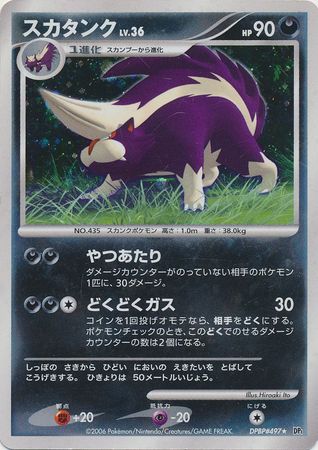 スカタンク LV.36
HP 90
1進化 スカンプーから進化
NO.435 スカンクポケモン 高さ：1.0m 重さ：38.0kg
やつあたり
ダメージカウンターがのっていない相手のポケモン
1匹に、30ダメージ。
どくどくガス 30
コインを1回投げオモテなら、相手をどくにする。
ポケモンチェックのとき、このどくでのせるダメージ
カウンターの数は2個になる。
しっぽの さきから ひどい においの えきたいを とばして
こうげきする。ひきょりは 50メートルいじょう。
Illus.Hiroaki Ito
弱点 +20
抵抗力 -20
にげる
©2006 Pokémon/Nintendo/Creatures/GAME FREAK.
DPBP#497★
DP1